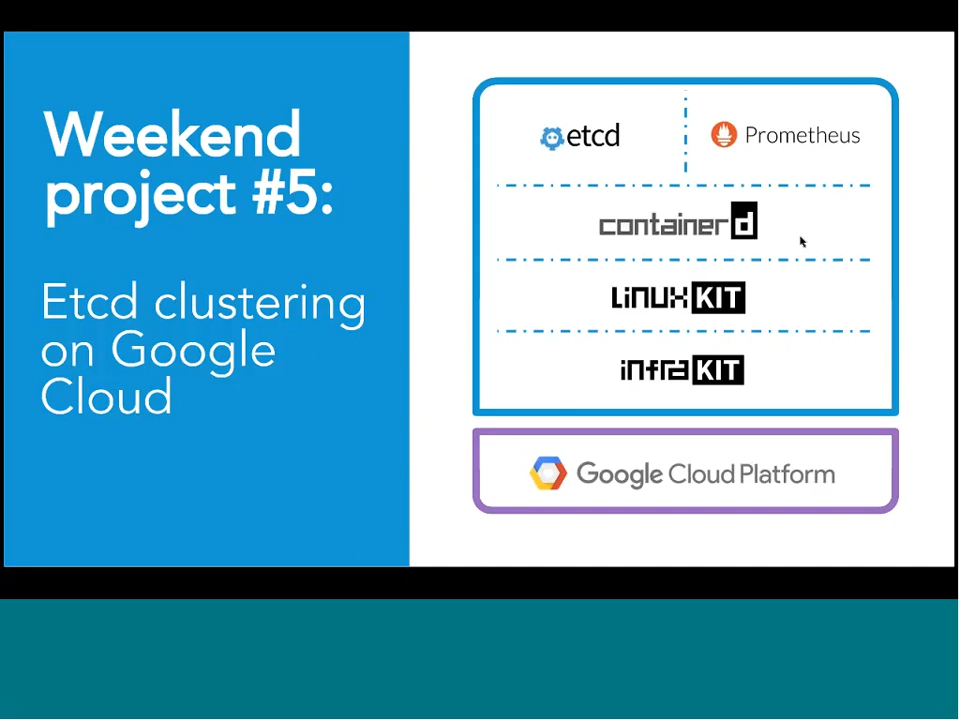 Weekend
project #5:
Etcd clustering
on Google
Cloud
etcd
Prometheus
containerd
LinuxKIT
infraKIT
Google Cloud Platform